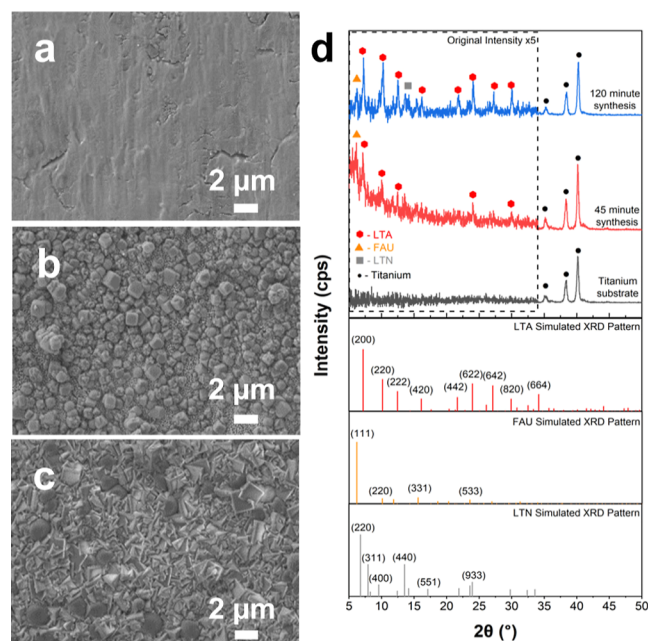 a
2 μm
b
2 μm
c
2 μm
d
Original Intensity x5
120 minute
synthesis
45 minute
synthesis
- LTA
- FAU
- LTN
- Titanium
Titanium
substrate
Intensity (cps)
LTA Simulated XRD Pattern
(200)
(220)
(222)
(420)
(442)
(622)
(642)
(820)
(664)
FAU Simulated XRD Pattern
(111)
(220)
(331)
(533)
LTN Simulated XRD Pattern
(220)
(311)
(400)
(440)
(551)
(933)
5 10 15 20 25 30 35 40 45 50
2θ (°)